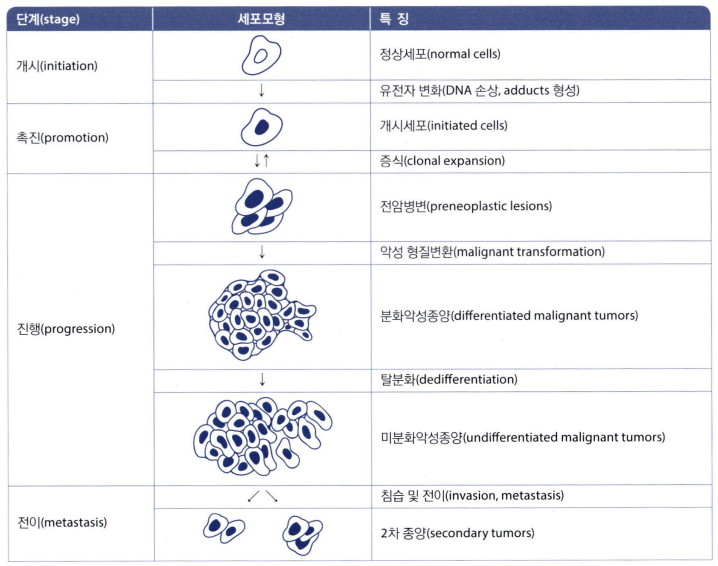 단계(stage) 세포모형 특 징
개시(initiation) 정상세포(normal cells)
↓ 유전자 변화(DNA 손상, adducts 형성)
촉진(promotion) 개시세포(initiated cells)
↓↑ 증식(clonal expansion)
진행(progression) 전암병변(preneoplastic lesions)
↓ 악성 형질변환(malignant transformation)
분화악성종양(differentiated malignant tumors)
↓ 탈분화(dedifferentiation)
미분화악성종양(undifferentiated malignant tumors)
전이(metastasis) ↙ ↘ 침습 및 전이(invasion, metastasis)
2차 종양(secondary tumors)